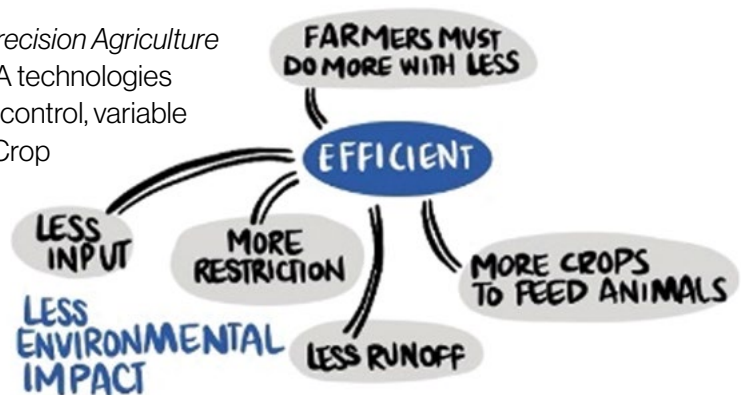 recision Agriculture
A technologies
control, variable
Crop
FARMERS MUST
DO MORE WITH LESS
EFFICIENT
LESS
INPUT
MORE
RESTRICTION
MORE CROPS
TO FEED ANIMALS
LESS RUNOFF
LESS
ENVIRONMENTAL
IMPACT